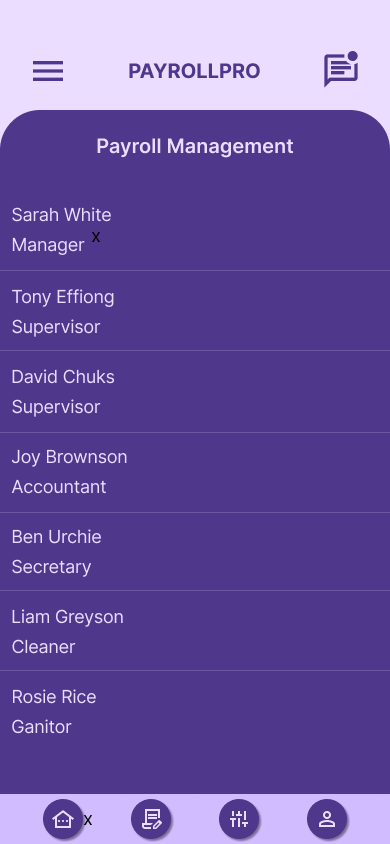 PAYROLLPRO
Payroll Management
Sarah White
Manager x
Tony Effiong
Supervisor
David Chuks
Supervisor
Joy Brownson
Accountant
Ben Urchie
Secretary
Liam Greyson
Cleaner
Rosie Rice
Ganitor
x